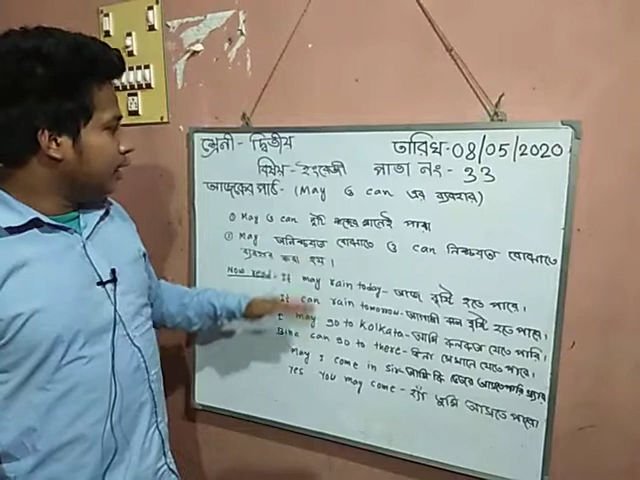 শ্রেনী - দ্বিতীয় তারিখ - 08/05/2020
বিষয় - ইংরেজী পাতা নং - 33
আজকের পার্ঠ - (May ও can এর ব্যবহার)
① May ও can দুটি শব্দের মানেই পারা
② May অনিশ্চয়তা বোঝাতে ও can নিশ্চয়তা বোঝাতে
ব্যবহার করা হয়।
Now read - It may rain today - আজ বৃষ্টি হতে পারে।
It can rain tomorrow - আগামী কাল বৃষ্টি হতে পারে।
I may go to Kolkata - আমি কলকাতা যেতে পারি।
Bina can go to there - বিনা সেখানে যেতে পারে।
May I come in sir - আমি কি ভিতরে আসতে পারি স্যার
Yes You may come - হ্যাঁ তুমি আসতে পারো